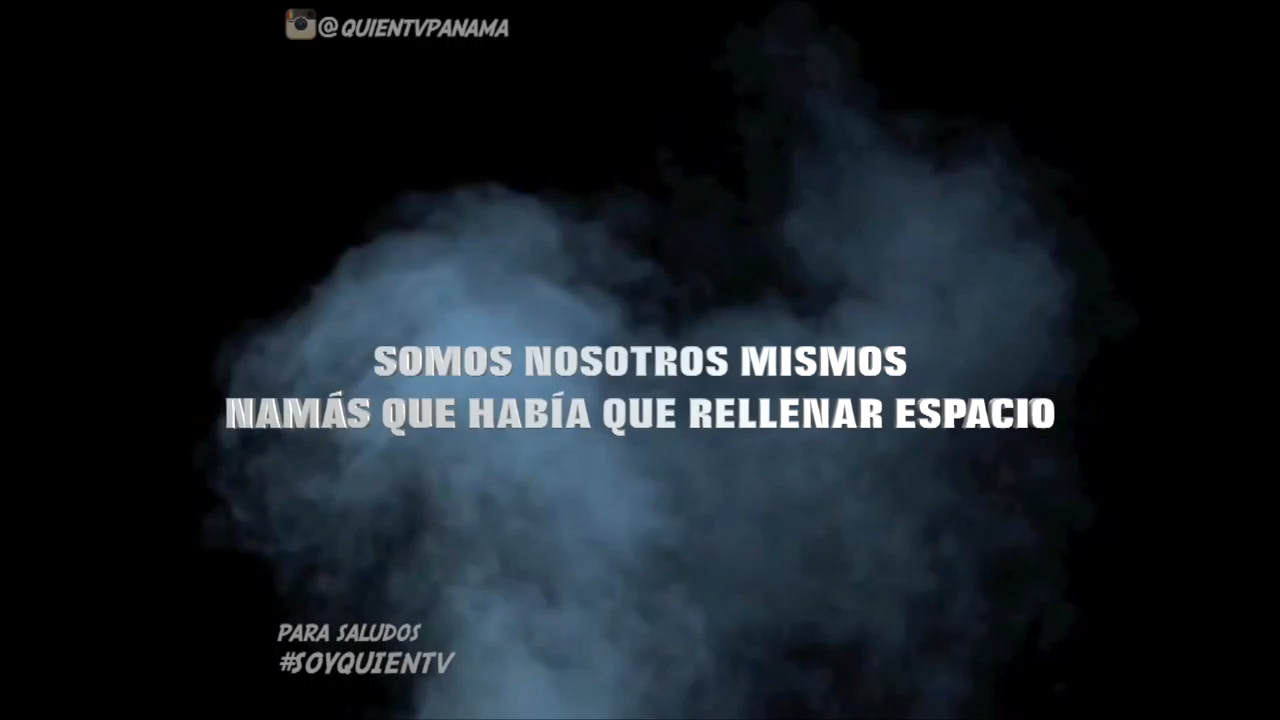 @QUIENTVPANAMA
SOMOS NOSOTROS MISMOS
NAMÁS QUE HABÍA QUE RELLENAR ESPACIO
PARA SALUDOS
#SOYQUIENTV